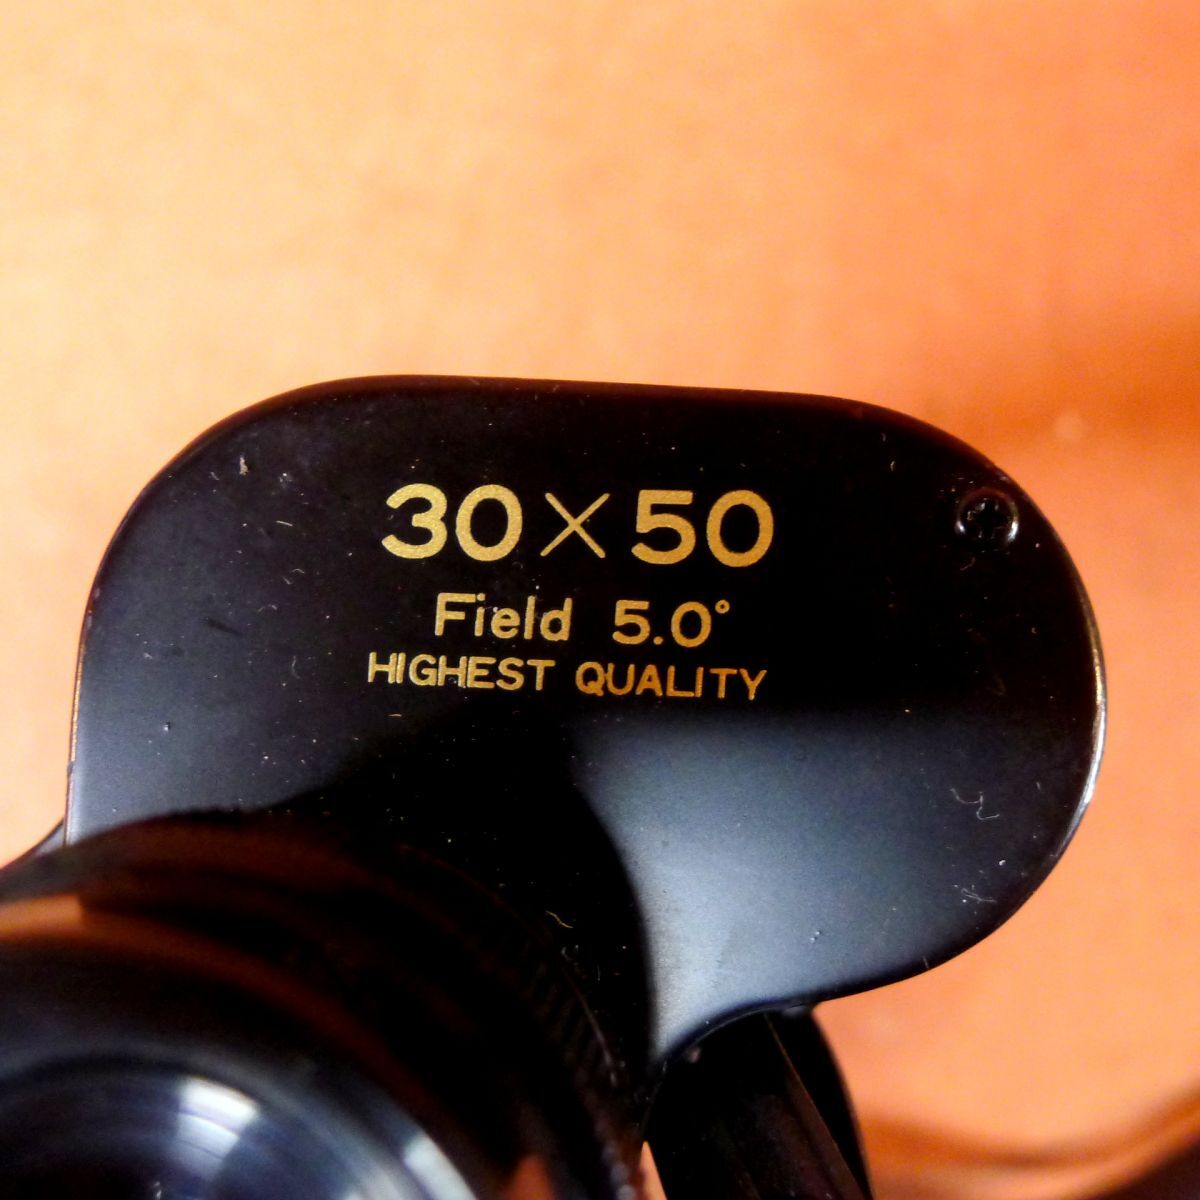 30×50
Field 5.0°
HIGHEST QUALITY